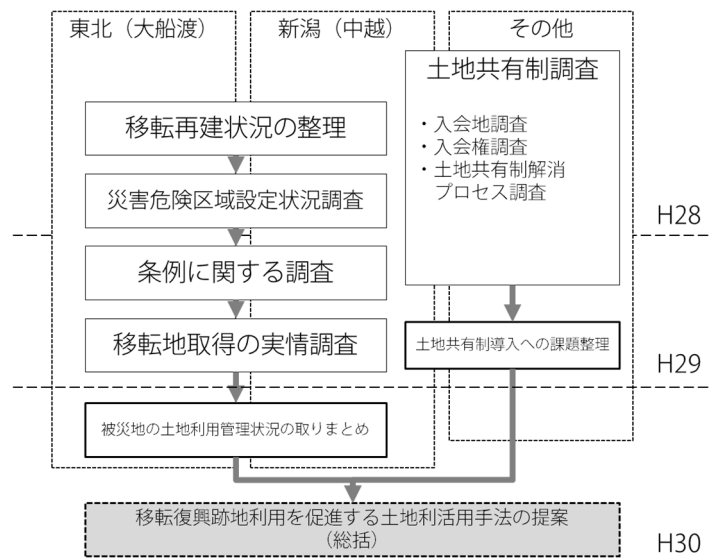 東北（大船渡）
新潟（中越）
その他
土地共有制調査
・入会地調査
・入会権調査
・土地共有制解消
プロセス調査
移転再建状況の整理
災害危険区域設定状況調査
H28
条例に関する調査
移転地取得の実情調査
土地共有制導入への課題整理
H29
被災地の土地利用管理状況の取りまとめ
移転復興跡地利用を促進する土地利活用手法の提案
（総括）
H30